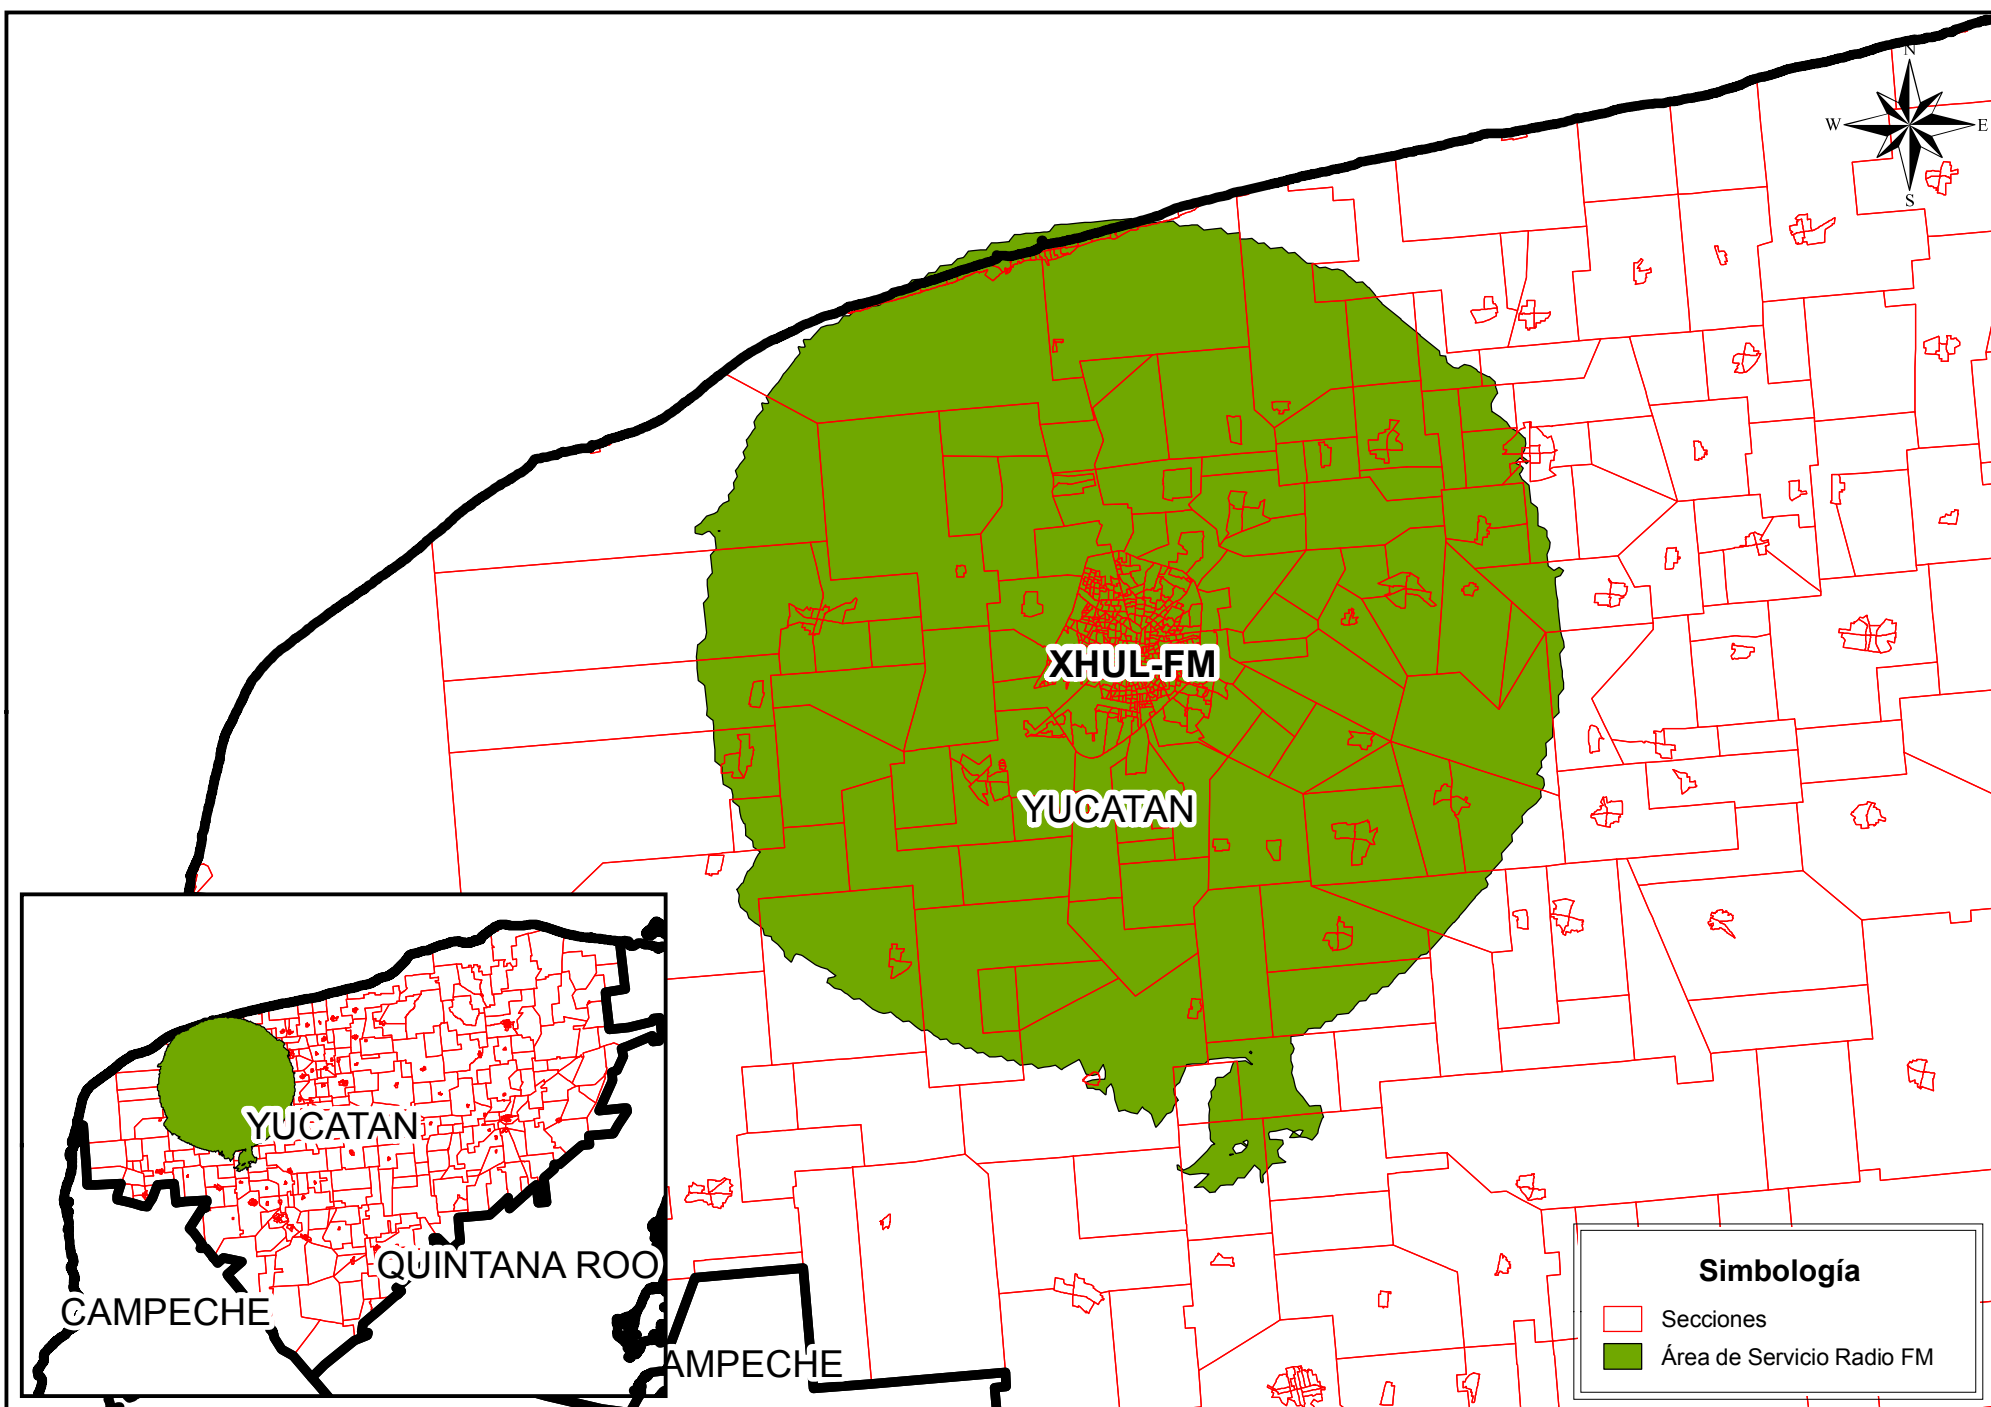 N
W E
S
XHUL-FM
YUCATAN
YUCATAN
QUINTANA ROO
CAMPECHE
AMPECHE
Simbología
Secciones
Área de Servicio Radio FM